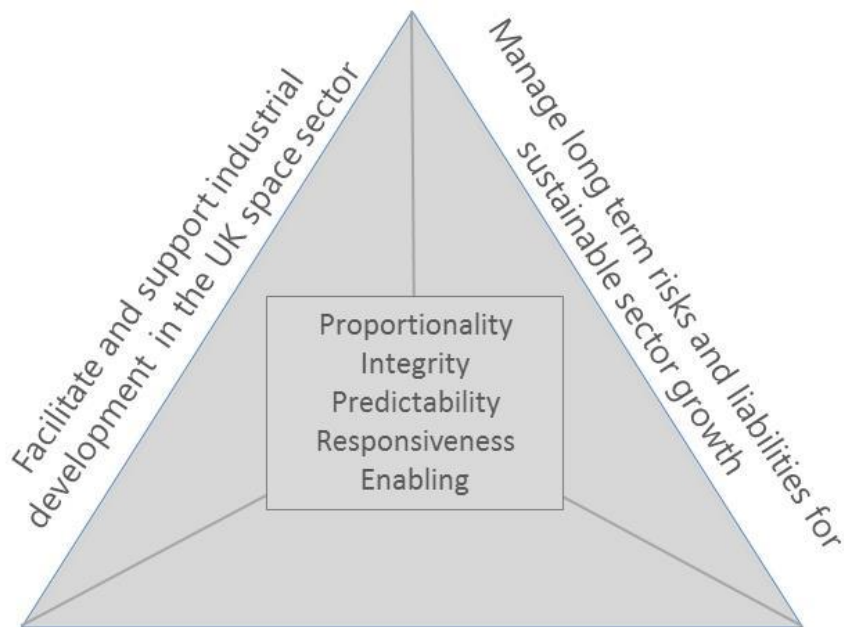 Facilitate and support industrial
development in the UK space sector
Manage long term risks and liabilities for
sustainable sector growth
Proportionality
Integrity
Predictability
Responsiveness
Enabling